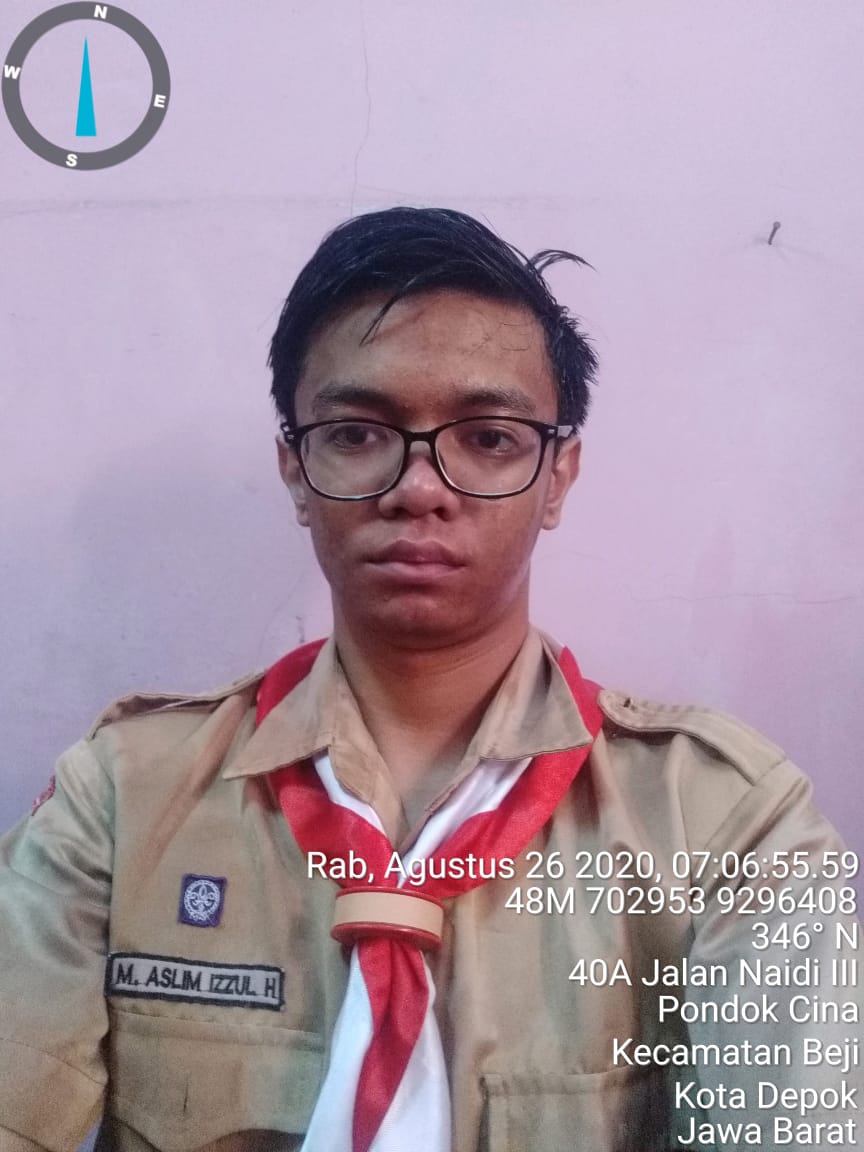 N
W
E
S
M. ASLIM IZZUL H
Rab, Agustus 26 2020, 07:06:55.59
48M 702953 9296408
346° N
40A Jalan Naidi III
Pondok Cina
Kecamatan Beji
Kota Depok
Jawa Barat